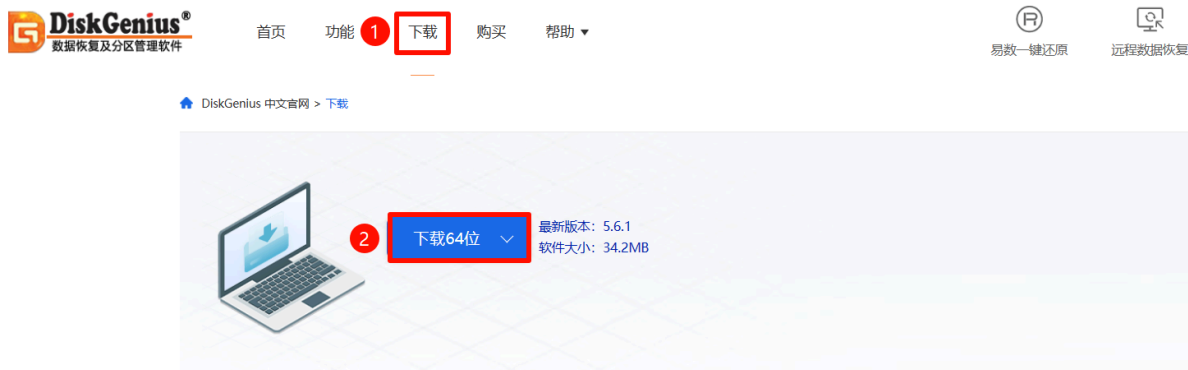 DiskGenius®
数据恢复及分区管理软件
首页 功能 1 下载 购买 帮助 ▼
R
易数一键还原 远程数据恢复
DiskGenius 中文官网 > 下载
2 下载64位
最新版本：5.6.1
软件大小：34.2MB